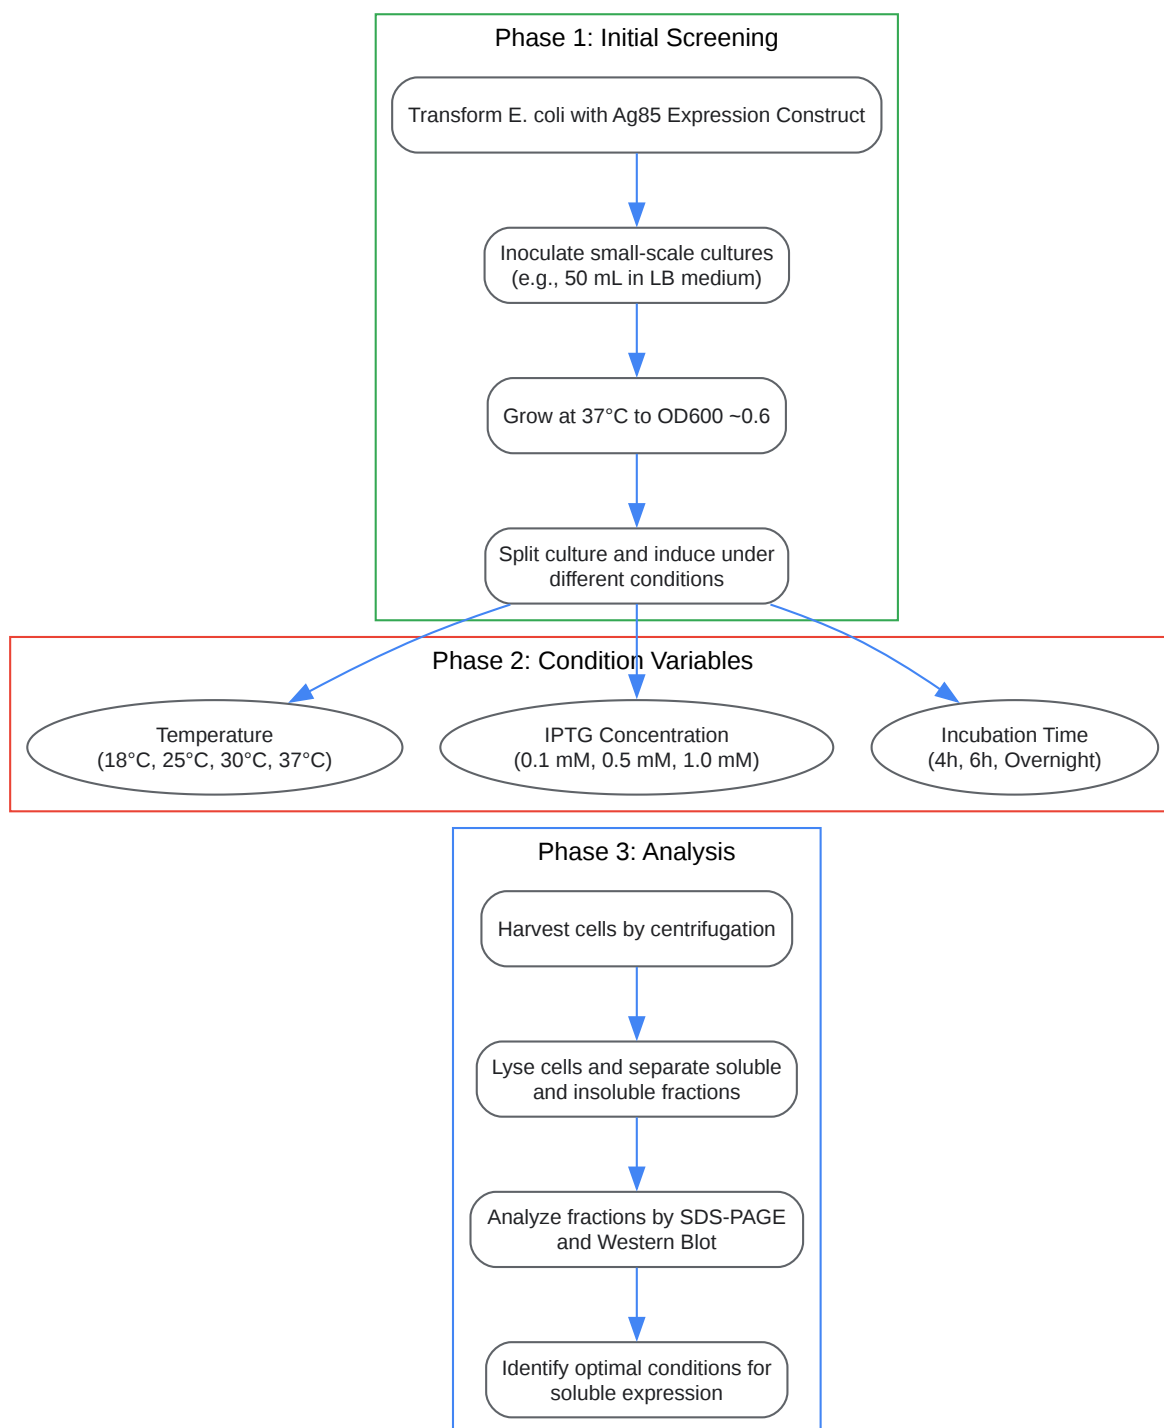 Phase 1: Initial Screening
Transform E. coli with Ag85 Expression Construct
Inoculate small-scale cultures
(e.g., 50 mL in LB medium)
Grow at 37°C to OD600 ~0.6
Split culture and induce under
different conditions
Phase 2: Condition Variables
Temperature
(18°C, 25°C, 30°C, 37°C)
IPTG Concentration
(0.1 mM, 0.5 mM, 1.0 mM)
Incubation Time
(4h, 6h, Overnight)
Phase 3: Analysis
Harvest cells by centrifugation
Lyse cells and separate soluble
and insoluble fractions
Analyze fractions by SDS-PAGE
and Western Blot
Identify optimal conditions for
soluble expression